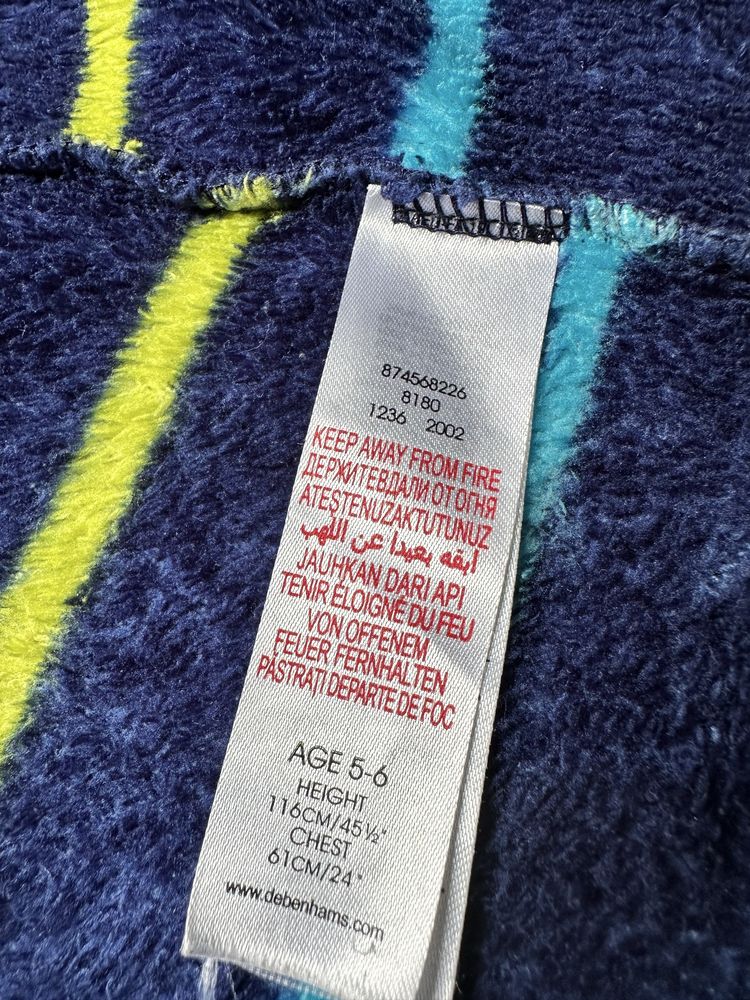 874568226
8180
1236 2002
KEEP AWAY FROM FIRE
ДЕРЖИТЕВДАЛИ ОТ ОГНЯ
ATEŞTENUZAKTUTUNUZ
ابقه بعيدا عن اللهب
JAUHKAN DARI API
TENIR ÉLOIGNÉ DU FEU
VON OFFENEM
FEUER FERNHALTEN
PĂSTRAȚI DEPARTE DE FOC
AGE 5-6
HEIGHT
116CM/45½"
CHEST
61CM/24"
www.debenhams.com